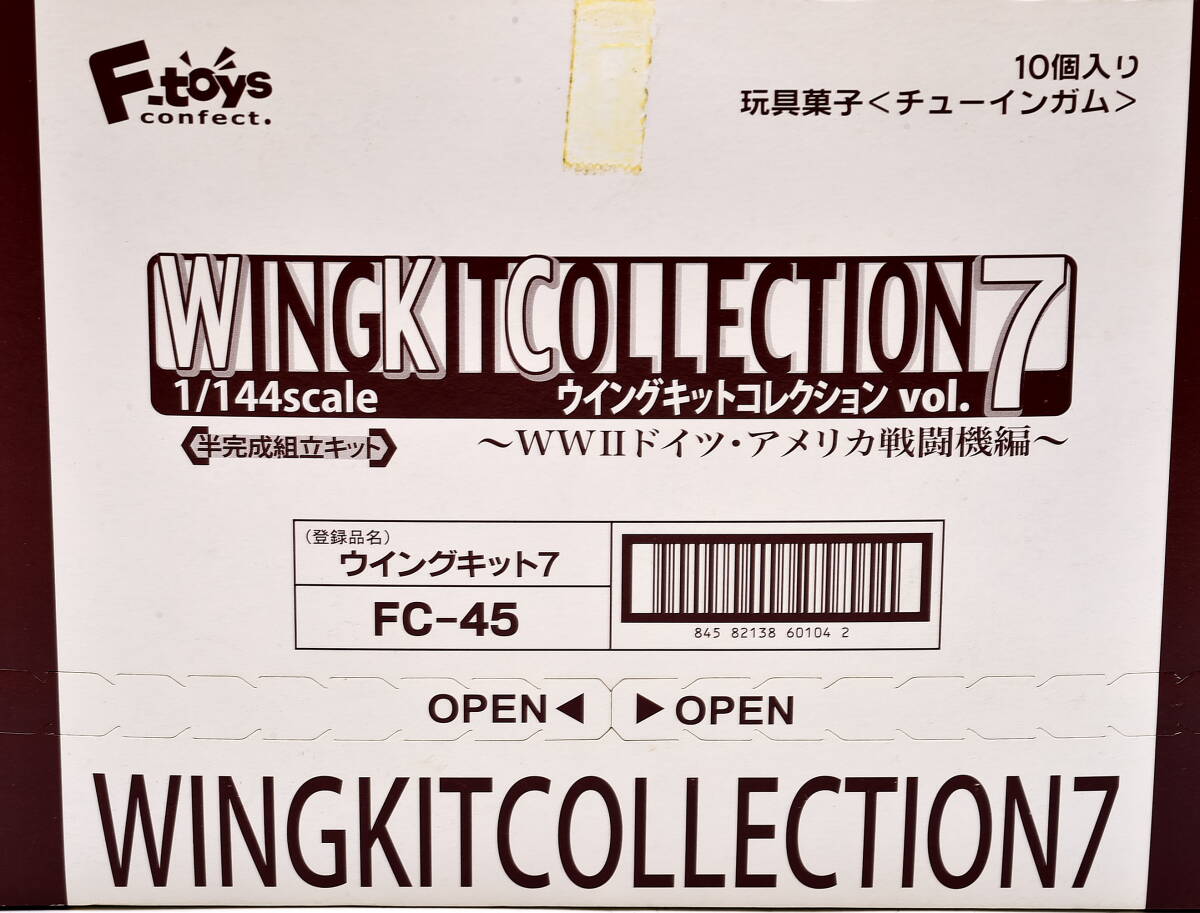 F-toys
confect.
10個入り
玩具菓子<チューインガム>
WINGKITCOLLECTION7
1/144scale ウイングキットコレクション vol.
半完成組立キット
～WWIIドイツ・アメリカ戦闘機編～
(登録品名)
ウイングキット7
FC-45
845 82138 60104 2
OPEN◀ ▶OPEN
WINGKITCOLLECTION7